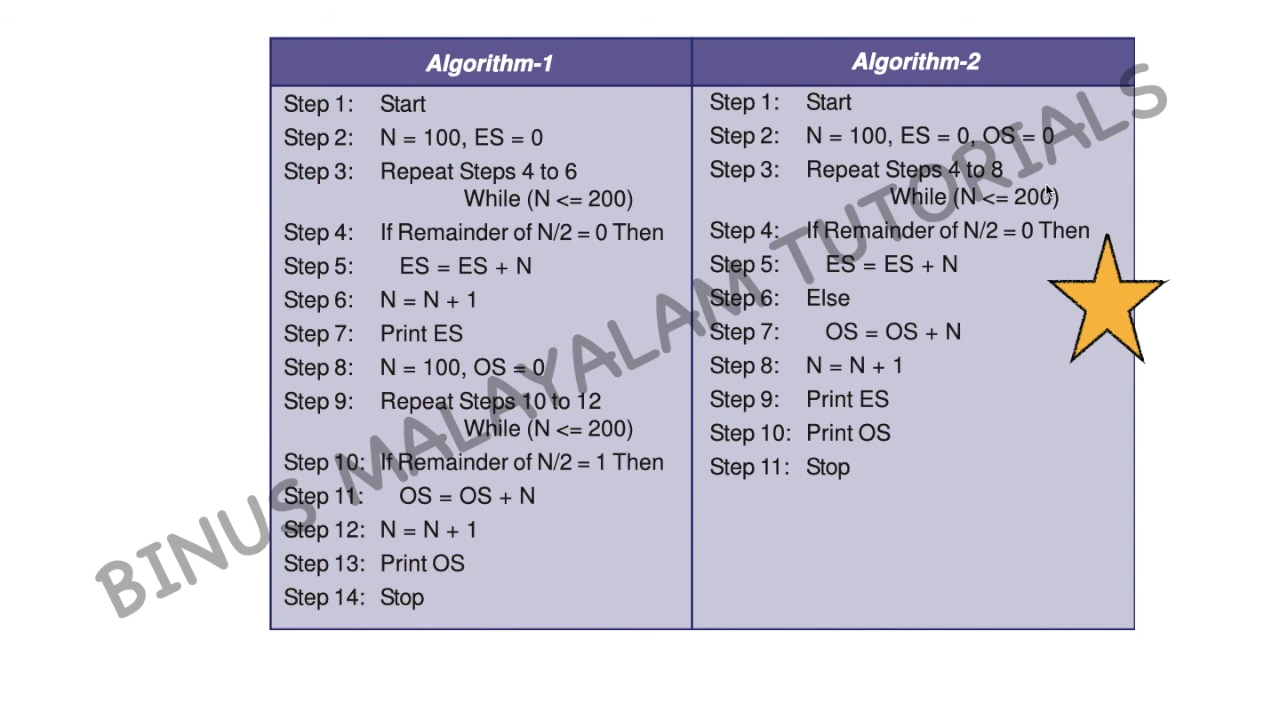 Algorithm-1
Step 1: Start
Step 2: N = 100, ES = 0
Step 3: Repeat Steps 4 to 6
While (N <= 200)
Step 4: If Remainder of N/2 = 0 Then
Step 5: ES = ES + N
Step 6: N = N + 1
Step 7: Print ES
Step 8: N = 100, OS = 0
Step 9: Repeat Steps 10 to 12
While (N <= 200)
Step 10: If Remainder of N/2 = 1 Then
Step 11: OS = OS + N
Step 12: N = N + 1
Step 13: Print OS
Step 14: Stop
Algorithm-2
Step 1: Start
Step 2: N = 100, ES = 0, OS = 0
Step 3: Repeat Steps 4 to 8
While (N <= 200)
Step 4: If Remainder of N/2 = 0 Then
Step 5: ES = ES + N
Step 6: Else
Step 7: OS = OS + N
Step 8: N = N + 1
Step 9: Print ES
Step 10: Print OS
Step 11: Stop
BINUS MALAYALAM TUTORIALS